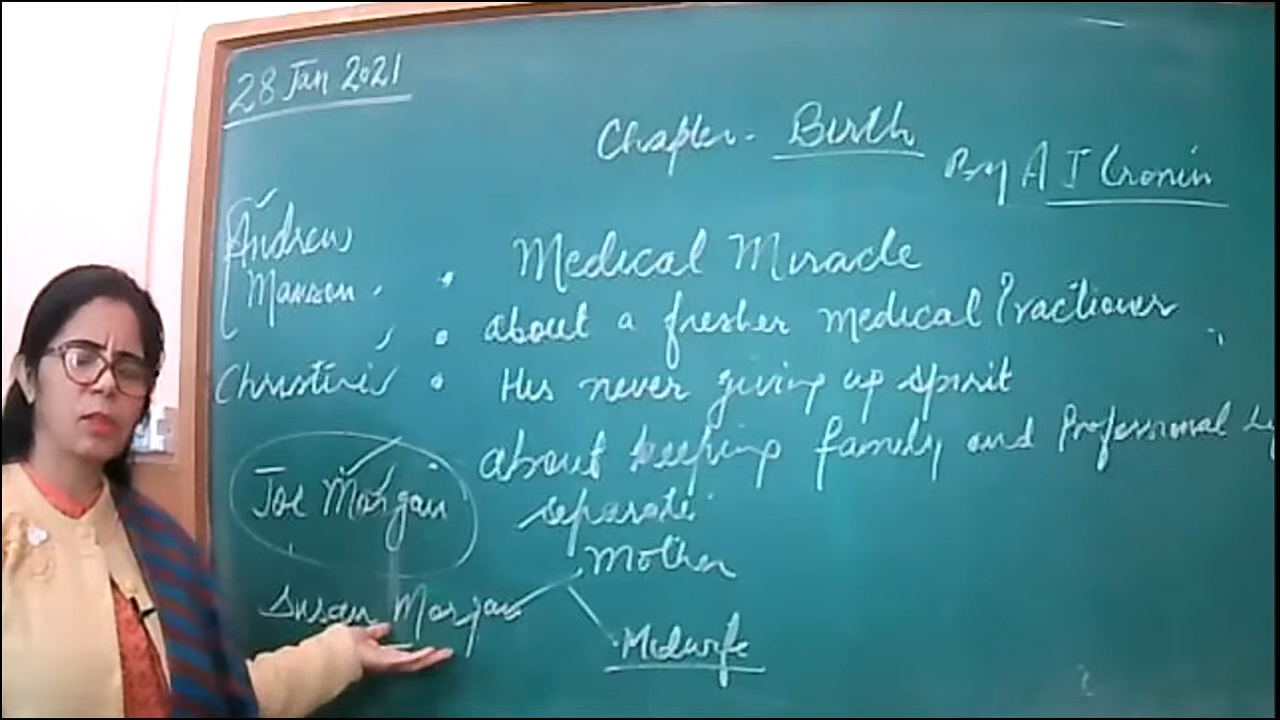 28 Jan 2021
Chapter - Birth
By A J Cronin
Andrew
Manson
Christine
Joe Morgan
Susan Morgan
Medical Miracle
about a fresher medical Practioner
His never giving up spirit
about keeping family and Professional
separate
Mother
Midwife